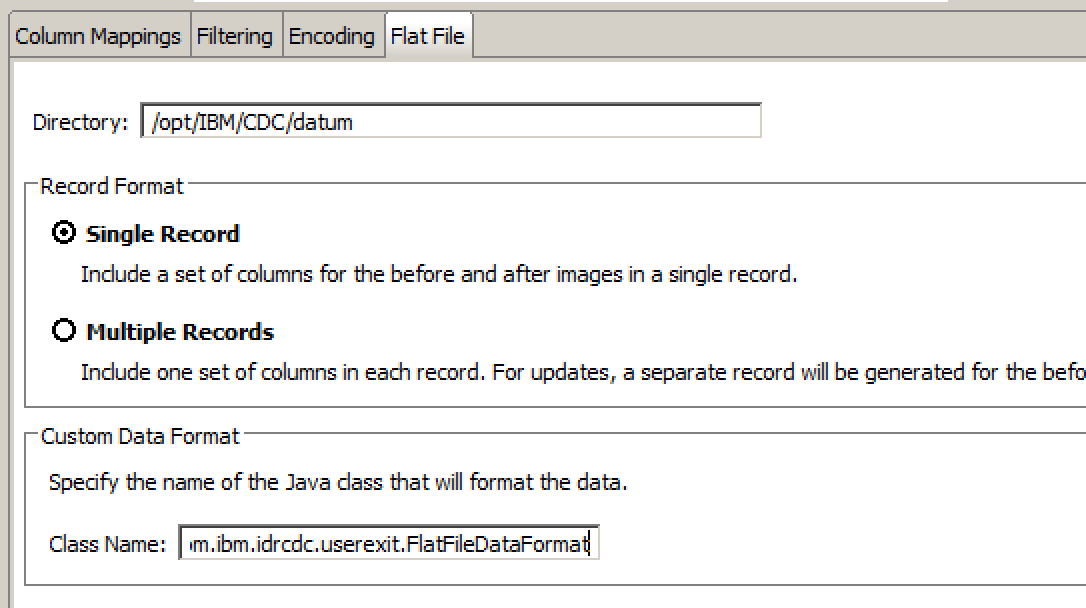 Column Mappings Filtering Encoding Flat File
Directory: /opt/IBM/CDC/datum
Record Format
Single Record
Include a set of columns for the before and after images in a single record.
Multiple Records
Include one set of columns in each record. For updates, a separate record will be generated for the befo
Custom Data Format
Specify the name of the Java class that will format the data.
Class Name: m.ibm.idrcdc.userexit.FlatFileDataFormat